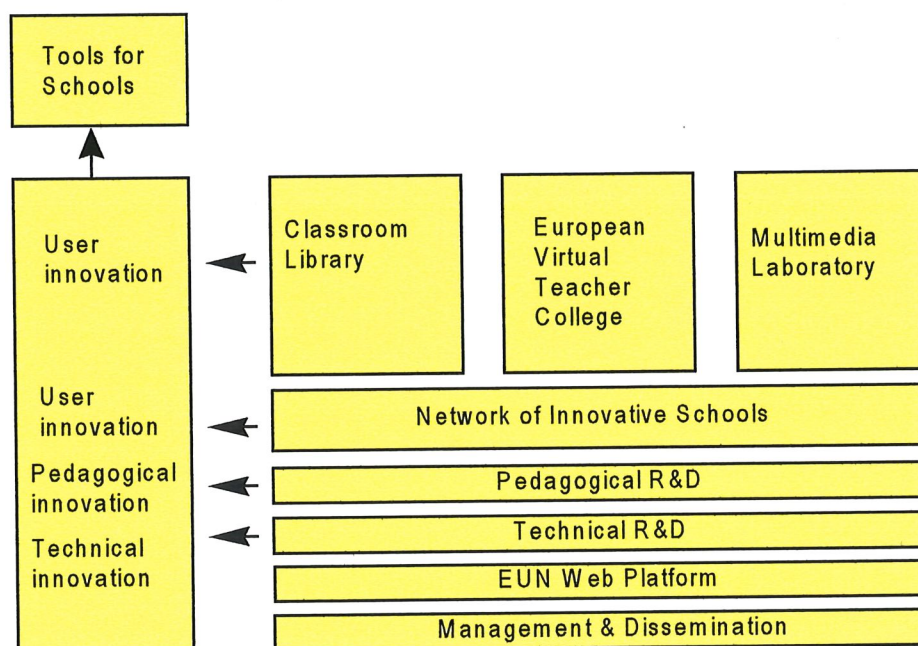 Tools for
Schools
User
innovation
User
innovation
Pedagogical
innovation
Technical
innovation
Classroom
Library
European
Virtual
Teacher
College
Multimedia
Laboratory
Network of Innovative Schools
Pedagogical R&D
Technical R&D
EUN Web Platform
Management & Dissemination